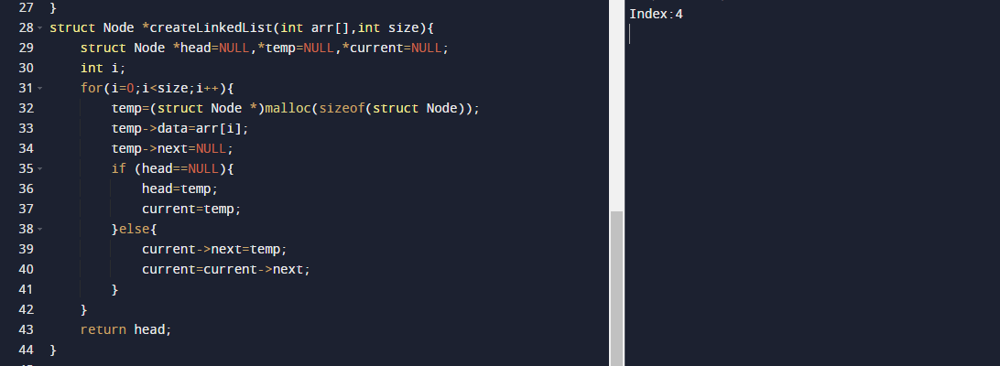 27 }
28 struct Node *createLinkedList(int arr[],int size){
29     struct Node *head=NULL,*temp=NULL,*current=NULL;
30     int i;
31     for(i=0;i<size;i++){
32         temp=(struct Node *)malloc(sizeof(struct Node));
33         temp->data=arr[i];
34         temp->next=NULL;
35         if (head==NULL){
36             head=temp;
37             current=temp;
38         }else{
39             current->next=temp;
40             current=current->next;
41         }
42     }
43     return head;
44 }
Index:4